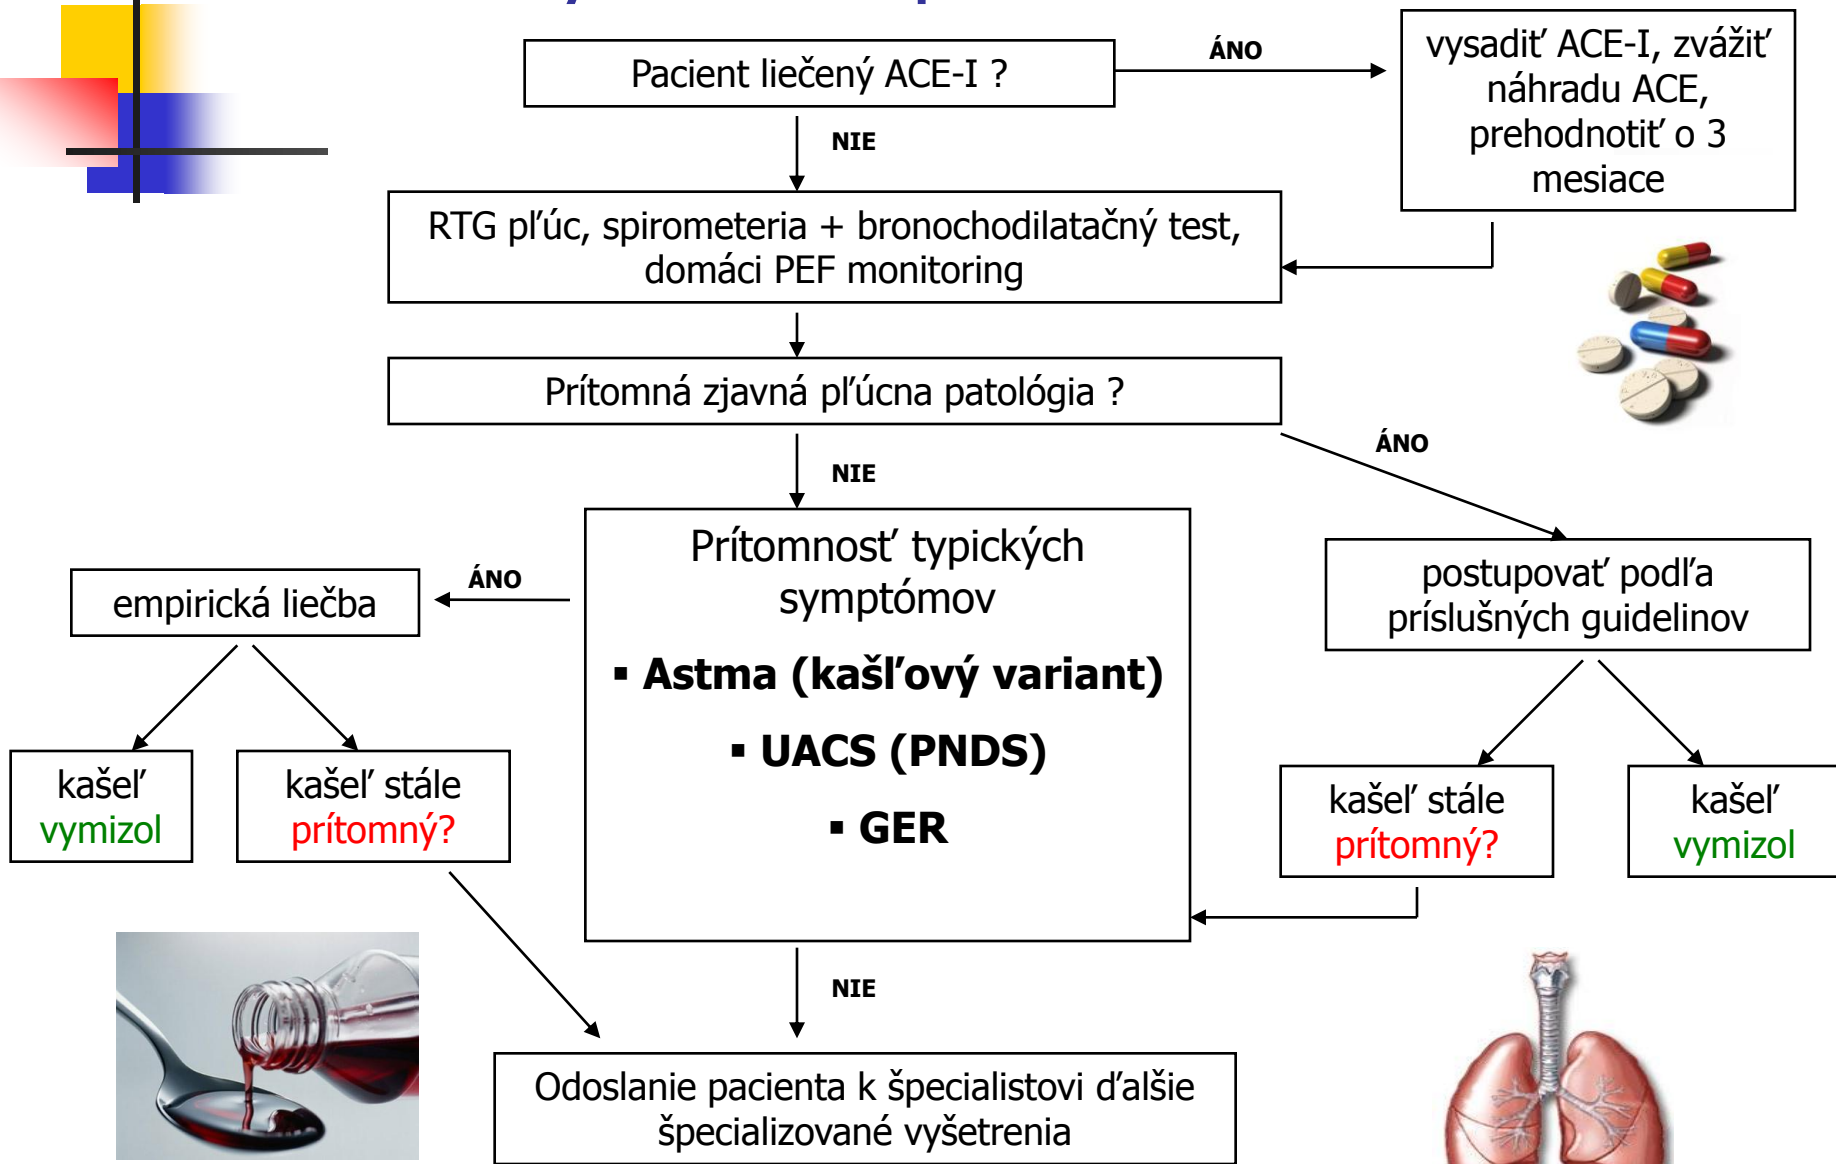 Pacient liečený ACE-I ?
ÁNO
vysadiť ACE-I, zvážiť
náhradu ACE,
prehodnotiť o 3
mesiace
NIE
RTG pľúc, spirometeria + bronchodilatačný test,
domáci PEF monitoring
Prítomná zjavná pľúcna patológia ?
ÁNO
NIE
Prítomnosť typických
symptómov
▪ Astma (kašľový variant)
▪ UACS (PNDS)
▪ GER
ÁNO
empirická liečba
postupovať podľa
príslušných guidelinov
kašeľ
vymizol
kašeľ stále
prítomný?
kašeľ stále
prítomný?
kašeľ
vymizol
NIE
Odoslanie pacienta k špecialistovi ďalšie
špecializované vyšetrenia